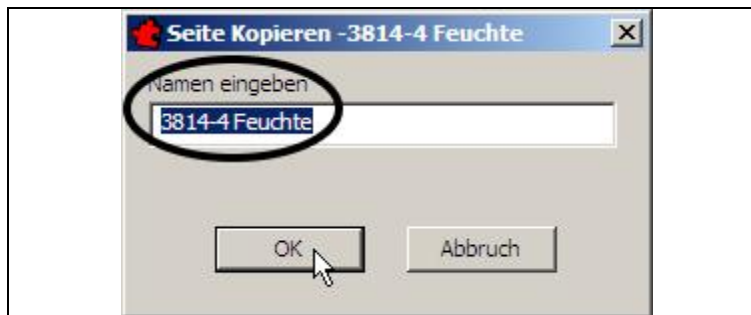 Seite Kopieren -3814-4 Feuchte
Namen eingeben
3814-4 Feuchte
OK
Abbruch